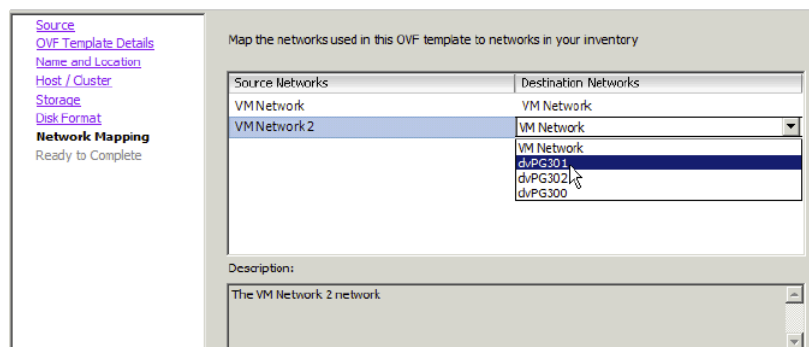 Source
OVF Template Details
Name and Location
Host / Cluster
Storage
Disk Format
Network Mapping
Ready to Complete
Map the networks used in this OVF template to networks in your inventory
Source Networks Destination Networks
VM Network VM Network
VM Network 2 VM Network
VM Network
dvPG301
dvPG302
dvPG300
Description:
The VM Network 2 network